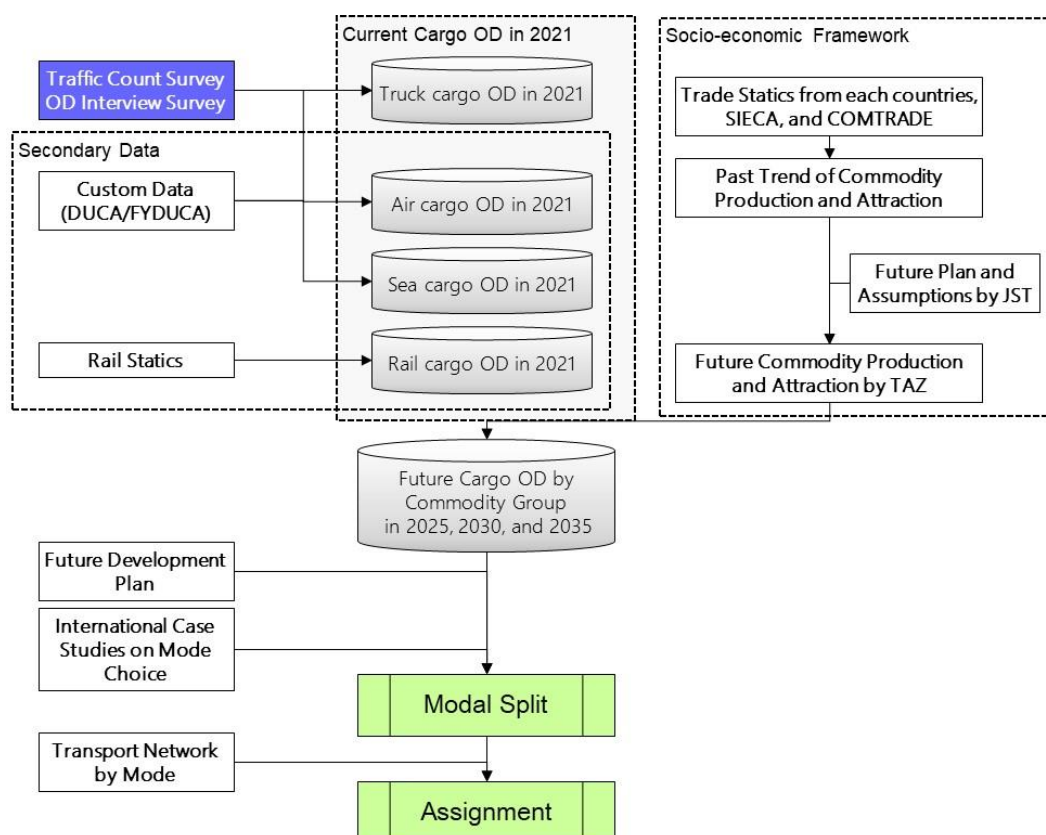 Current Cargo OD in 2021
Traffic Count Survey
OD Interview Survey
Truck cargo OD in 2021
Secondary Data
Custom Data
(DUCA/FYDUCA)
Air cargo OD in 2021
Sea cargo OD in 2021
Rail Statics
Rail cargo OD in 2021
Socio-economic Framework
Trade Statics from each countries,
SIECA, and COMTRADE
Past Trend of Commodity
Production and Attraction
Future Plan and
Assumptions by JST
Future Commodity Production
and Attraction by TAZ
Future Cargo OD by
Commodity Group
in 2025, 2030, and 2035
Future Development
Plan
International Case
Studies on Mode
Choice
Modal Split
Transport Network
by Mode
Assignment